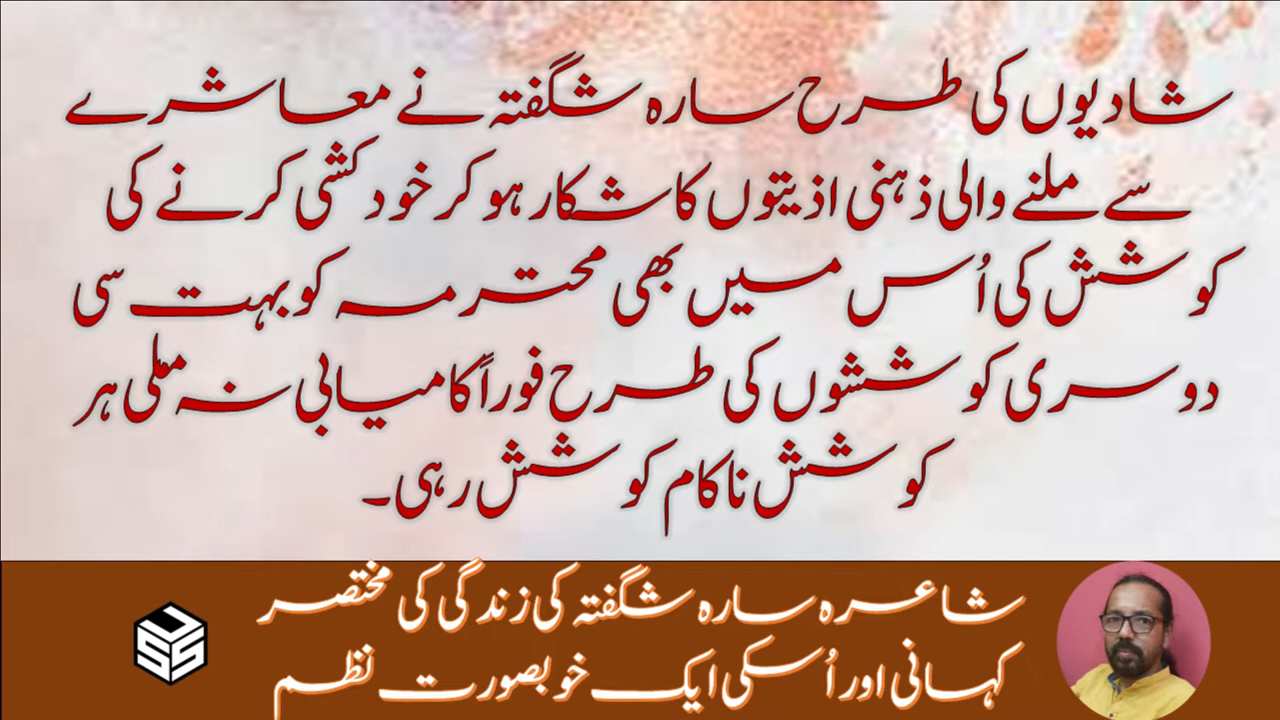 شادیوں کی طرح سارہ شگفتہ نے معاشرے
سے ملنے والی ذہنی اذیتوں کا شکار ہو کر خود کشی کرنے کی
کوشش کی اُس میں بھی محترمہ کو بہت سی
دوسری کوششوں کی طرح فوراً کامیابی نہ ملی ہر
کوشش ناکام کوشش رہی۔
شاعرہ سارہ شگفتہ کی زندگی کی مختصر
کہانی اور اُسکی ایک خوبصورت نظم